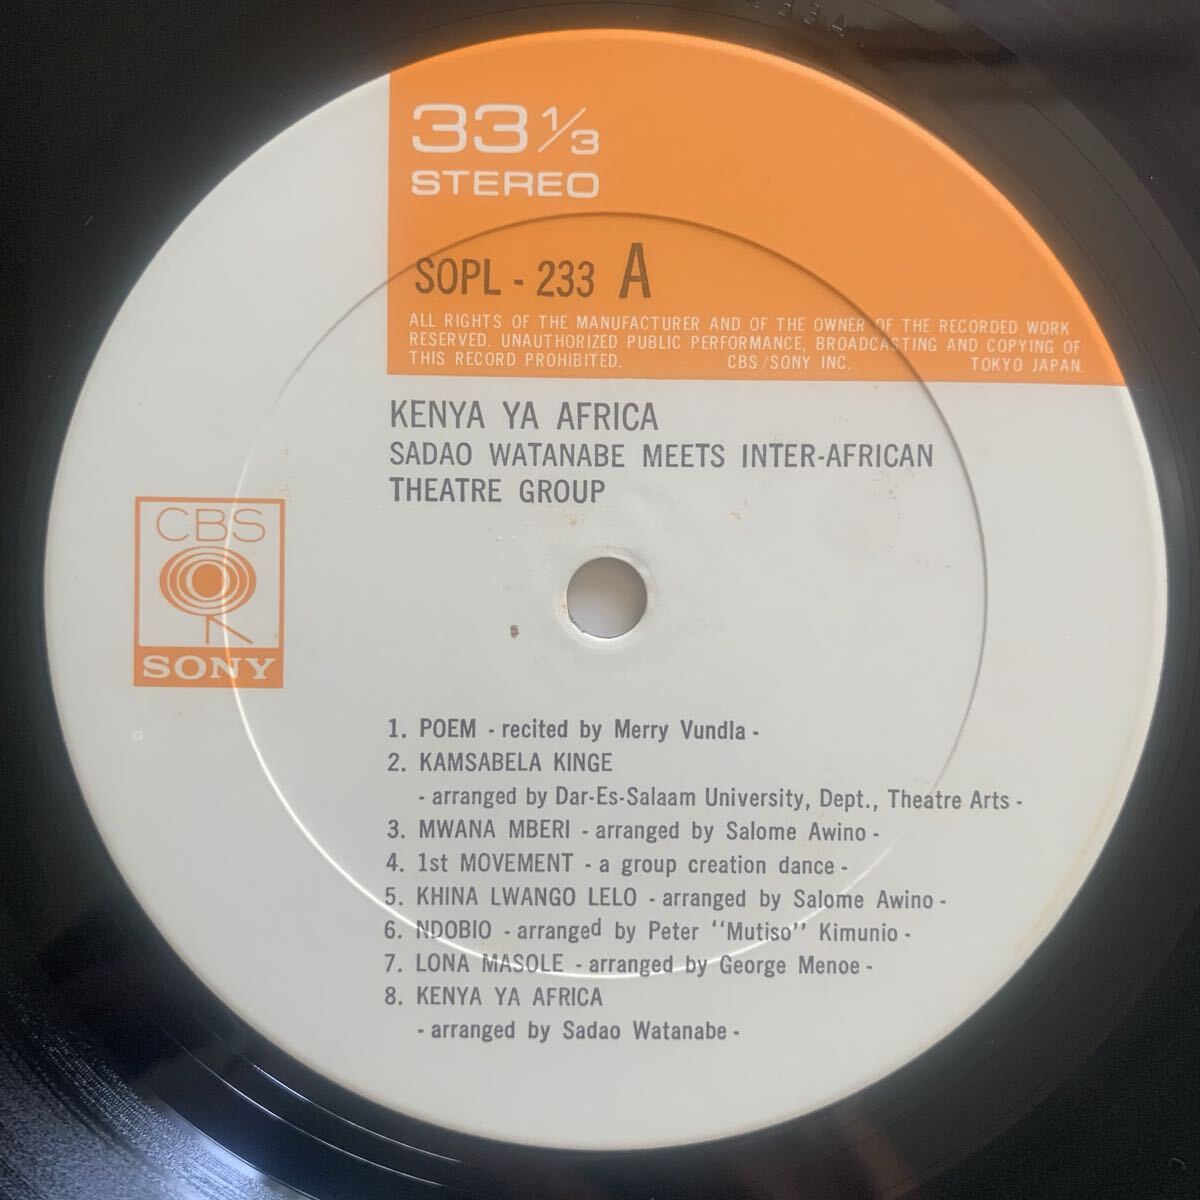 33 1/3
STEREO
SOPL - 233 A
ALL RIGHTS OF THE MANUFACTURER AND OF THE OWNER OF THE RECORDED WORK
RESERVED. UNAUTHORIZED PUBLIC PERFORMANCE, BROADCASTING AND COPYING OF
THIS RECORD PROHIBITED. CBS/SONY INC. TOKYO JAPAN.
KENYA YA AFRICA
SADAO WATANABE MEETS INTER-AFRICAN
THEATRE GROUP
CBS
SONY
1. POEM - recited by Merry Vundla -
2. KAMSABELA KINGE
- arranged by Dar-Es-Salaam University, Dept., Theatre Arts -
3. MWANA MBERI - arranged by Salome Awino -
4. 1st MOVEMENT - a group creation dance -
5. KHINA LWANGO LELO - arranged by Salome Awino -
6. NDOBIO - arranged by Peter "Mutiso" Kimunio -
7. LONA MASOLE - arranged by George Menoe -
8. KENYA YA AFRICA
- arranged by Sadao Watanabe -